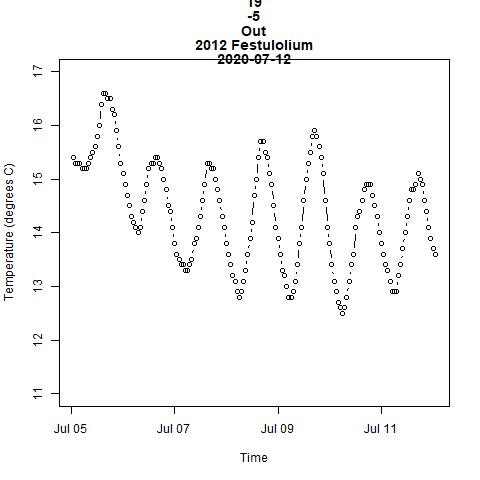 19
-5
Out
2012 Festulolium
2020-07-12
17
16
15
14
13
12
11
Temperature (degrees C)
Jul 05
Jul 07
Jul 09
Jul 11
Time